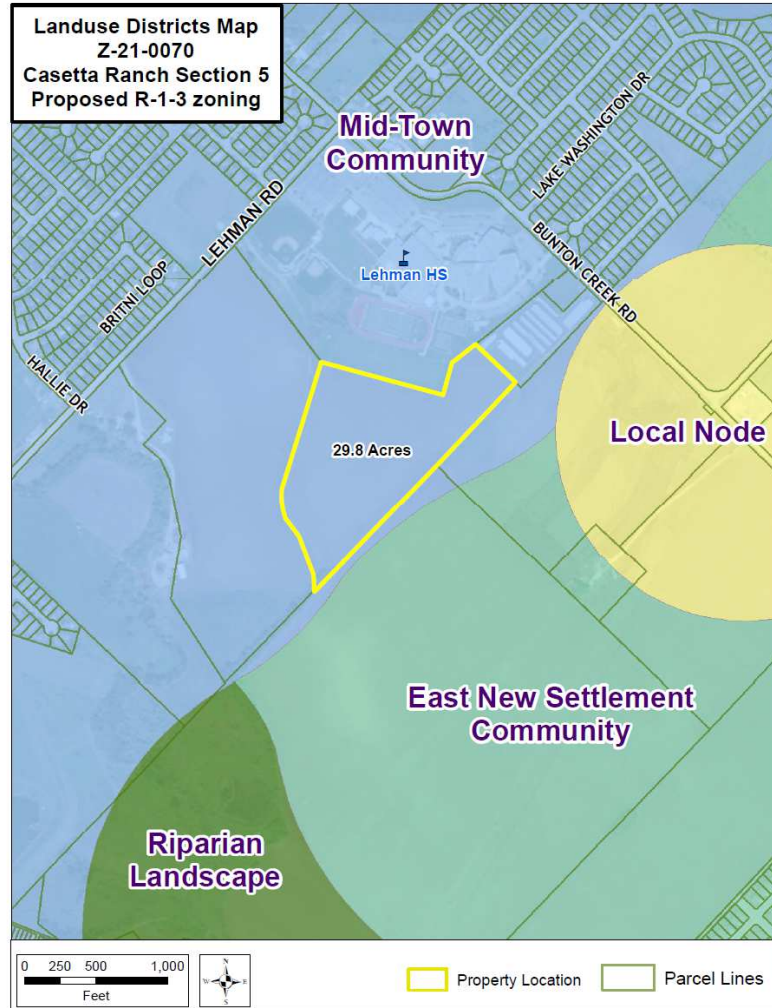 Landuse Districts Map
Z-21-0070
Casetta Ranch Section 5
Proposed R-1-3 zoning
Mid-Town
Community
LAKE WASHINGTON DR
LEHMAN RD
BUNTON CREEK RD
Lehman HS
BRITNI LOOP
HALLIE DR
Local Node
29.8 Acres
East New Settlement
Community
Riparian
Landscape
0 250 500 1,000
Feet
N
W E
S
Property Location
Parcel Lines